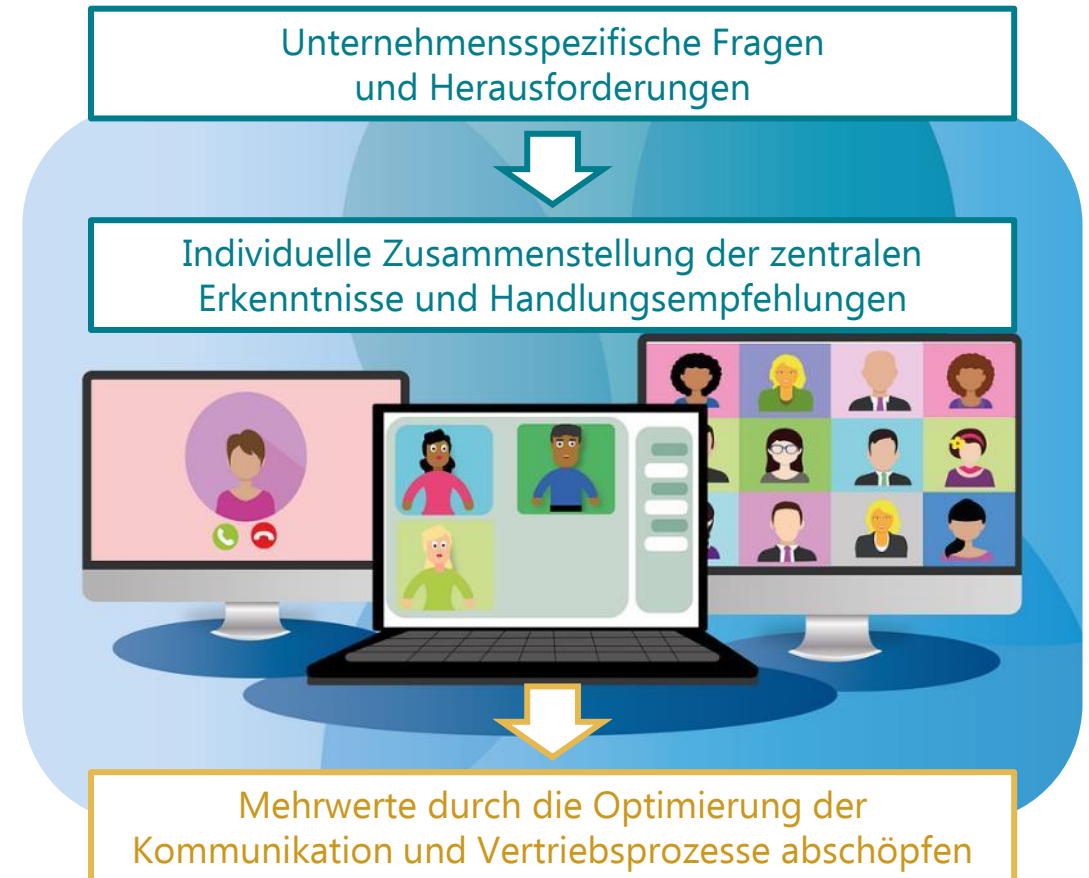 Unternehmensspezifische Fragen
und Herausforderungen
Individuelle Zusammenstellung der zentralen
Erkenntnisse und Handlungsempfehlungen
Mehrwerte durch die Optimierung der
Kommunikation und Vertriebsprozesse abschöpfen